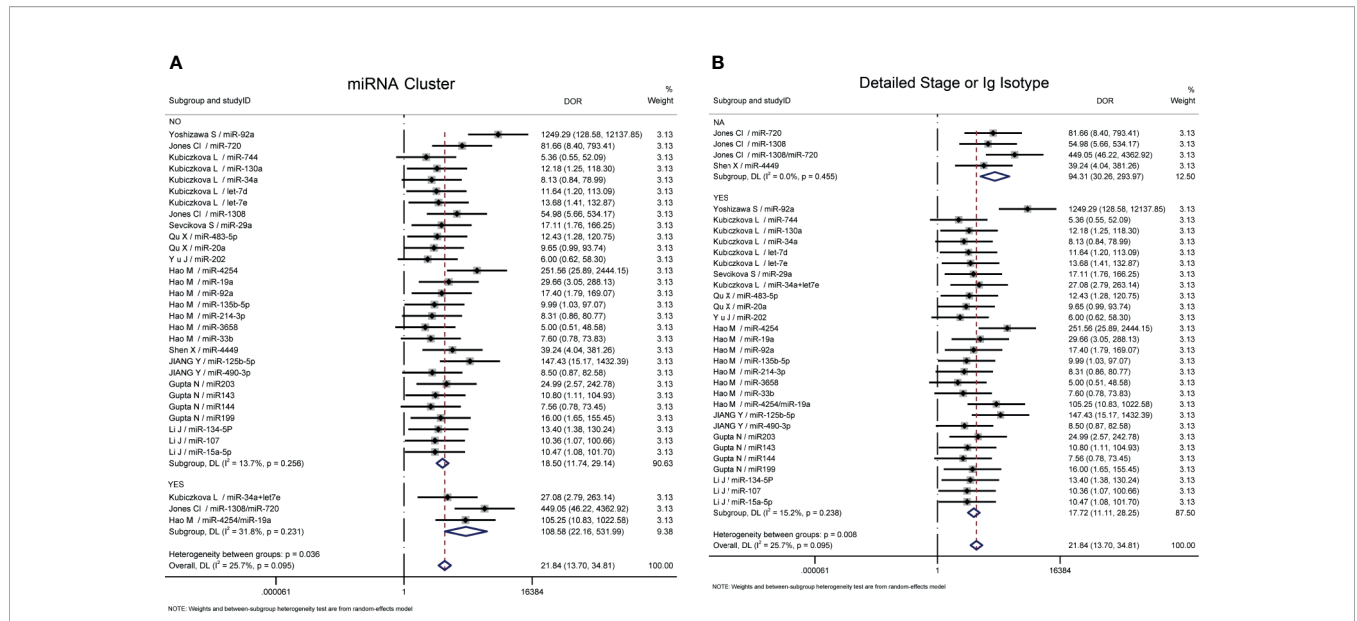 A
miRNA Cluster
%
Subgroup and studyID DOR Weight
NO
Yoshizawa S / miR-92a 1249.29 (128.58, 12137.85) 3.13
Jones CI / miR-720 81.66 (8.40, 793.41) 3.13
Kubiczkova L / miR-744 5.36 (0.55, 52.09) 3.13
Kubiczkova L / miR-130a 12.18 (1.25, 118.30) 3.13
Kubiczkova L / miR-34a 8.13 (0.84, 78.99) 3.13
Kubiczkova L / let-7d 11.64 (1.20, 113.09) 3.13
Kubiczkova L / let-7e 13.68 (1.41, 132.87) 3.13
Jones CI / miR-1308 54.98 (5.66, 534.17) 3.13
Sevcikova S / miR-29a 17.11 (1.76, 166.25) 3.13
Qu X / miR-483-5p 12.43 (1.28, 120.75) 3.13
Qu X / miR-20a 9.65 (0.99, 93.74) 3.13
Y u J / miR-202 6.00 (0.62, 58.30) 3.13
Hao M / miR-4254 251.56 (25.89, 2444.15) 3.13
Hao M / miR-19a 29.66 (3.05, 288.13) 3.13
Hao M / miR-92a 17.40 (1.79, 169.07) 3.13
Hao M / miR-135b-5p 9.99 (1.03, 97.07) 3.13
Hao M / miR-214-3p 8.31 (0.86, 80.77) 3.13
Hao M / miR-3658 5.00 (0.51, 48.58) 3.13
Hao M / miR-33b 7.60 (0.78, 73.83) 3.13
Shen X / miR-4449 39.24 (4.04, 381.26) 3.13
JIANG Y / miR-125b-5p 147.43 (15.17, 1432.39) 3.13
JIANG Y / miR-490-3p 8.50 (0.87, 82.58) 3.13
Gupta N / miR203 24.99 (2.57, 242.78) 3.13
Gupta N / miR143 10.80 (1.11, 104.93) 3.13
Gupta N / miR144 7.56 (0.78, 73.45) 3.13
Gupta N / miR199 16.00 (1.65, 155.45) 3.13
Li J / miR-134-5P 13.40 (1.38, 130.24) 3.13
Li J / miR-107 10.36 (1.07, 100.66) 3.13
Li J / miR-15a-5p 10.47 (1.08, 101.70) 3.13
Subgroup, DL (I² = 13.7%, p = 0.256) 18.50 (11.74, 29.14) 90.63
YES
Kubiczkova L / miR-34a+let7e 27.08 (2.79, 263.14) 3.13
Jones CI / miR-1308/miR-720 449.05 (46.22, 4362.92) 3.13
Hao M / miR-4254/miR-19a 105.25 (10.83, 1022.58) 3.13
Subgroup, DL (I² = 31.8%, p = 0.231) 108.58 (22.16, 531.99) 9.38
Heterogeneity between groups: p = 0.036
Overall, DL (I² = 25.7%, p = 0.095) 21.84 (13.70, 34.81) 100.00
.000061 1 16384
NOTE: Weights and between-subgroup heterogeneity test are from random-effects model
B
Detailed Stage or Ig Isotype
%
Subgroup and studyID DOR Weight
NA
Jones CI / miR-720 81.66 (8.40, 793.41) 3.13
Jones CI / miR-1308 54.98 (5.66, 534.17) 3.13
Jones CI / miR-1308/miR-720 449.05 (46.22, 4362.92) 3.13
Shen X / miR-4449 39.24 (4.04, 381.26) 3.13
Subgroup, DL (I² = 0.0%, p = 0.455) 94.31 (30.26, 293.97) 12.50
YES
Yoshizawa S / miR-92a 1249.29 (128.58, 12137.85) 3.13
Kubiczkova L / miR-744 5.36 (0.55, 52.09) 3.13
Kubiczkova L / miR-130a 12.18 (1.25, 118.30) 3.13
Kubiczkova L / miR-34a 8.13 (0.84, 78.99) 3.13
Kubiczkova L / let-7d 11.64 (1.20, 113.09) 3.13
Kubiczkova L / let-7e 13.68 (1.41, 132.87) 3.13
Sevcikova S / miR-29a 17.11 (1.76, 166.25) 3.13
Kubiczkova L / miR-34a+let7e 27.08 (2.79, 263.14) 3.13
Qu X / miR-483-5p 12.43 (1.28, 120.75) 3.13
Qu X / miR-20a 9.65 (0.99, 93.74) 3.13
Y u J / miR-202 6.00 (0.62, 58.30) 3.13
Hao M / miR-4254 251.56 (25.89, 2444.15) 3.13
Hao M / miR-19a 29.66 (3.05, 288.13) 3.13
Hao M / miR-92a 17.40 (1.79, 169.07) 3.13
Hao M / miR-135b-5p 9.99 (1.03, 97.07) 3.13
Hao M / miR-214-3p 8.31 (0.86, 80.77) 3.13
Hao M / miR-3658 5.00 (0.51, 48.58) 3.13
Hao M / miR-33b 7.60 (0.78, 73.83) 3.13
Hao M / miR-4254/miR-19a 105.25 (10.83, 1022.58) 3.13
JIANG Y / miR-125b-5p 147.43 (15.17, 1432.39) 3.13
JIANG Y / miR-490-3p 8.50 (0.87, 82.58) 3.13
Gupta N / miR203 24.99 (2.57, 242.78) 3.13
Gupta N / miR143 10.80 (1.11, 104.93) 3.13
Gupta N / miR144 7.56 (0.78, 73.45) 3.13
Gupta N / miR199 16.00 (1.65, 155.45) 3.13
Li J / miR-134-5P 13.40 (1.38, 130.24) 3.13
Li J / miR-107 10.36 (1.07, 100.66) 3.13
Li J / miR-15a-5p 10.47 (1.08, 101.70) 3.13
Subgroup, DL (I² = 15.2%, p = 0.238) 17.72 (11.11, 28.25) 87.50
Heterogeneity between groups: p = 0.008
Overall, DL (I² = 25.7%, p = 0.095) 21.84 (13.70, 34.81) 100.00
.000061 1 16384
NOTE: Weights and between-subgroup heterogeneity test are from random-effects model